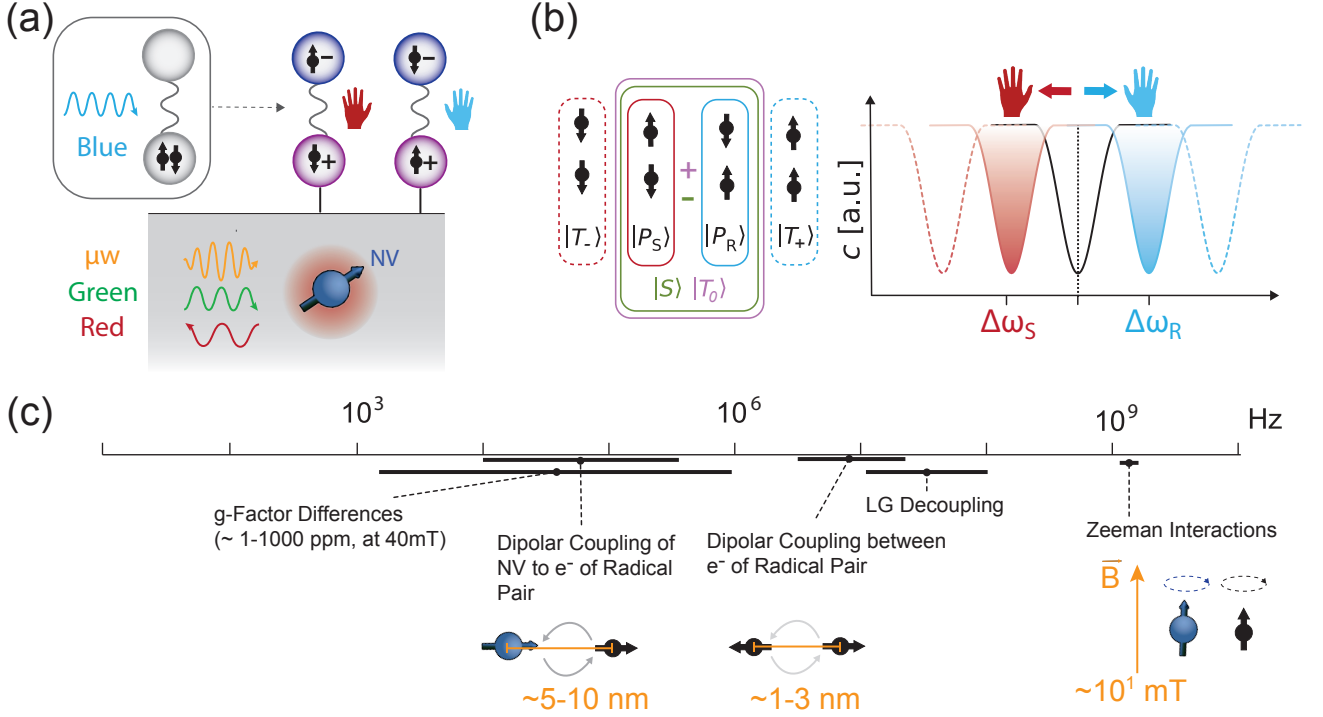 (a)
Blue
−
−
+
+
μw
Green
Red
NV
(b)
+
−
|T₋⟩
|P_S⟩
|P_R⟩
|T₊⟩
|S⟩ |T₀⟩
c [a.u.]
Δω_S
Δω_R
(c)
10³
10⁶
10⁹
Hz
g-Factor Differences
(~ 1-1000 ppm, at 40mT)
Dipolar Coupling of
NV to e⁻ of Radical
Pair
Dipolar Coupling between
e⁻ of Radical Pair
LG Decoupling
Zeeman Interactions
B⃗
~5-10 nm
~1-3 nm
~10¹ mT